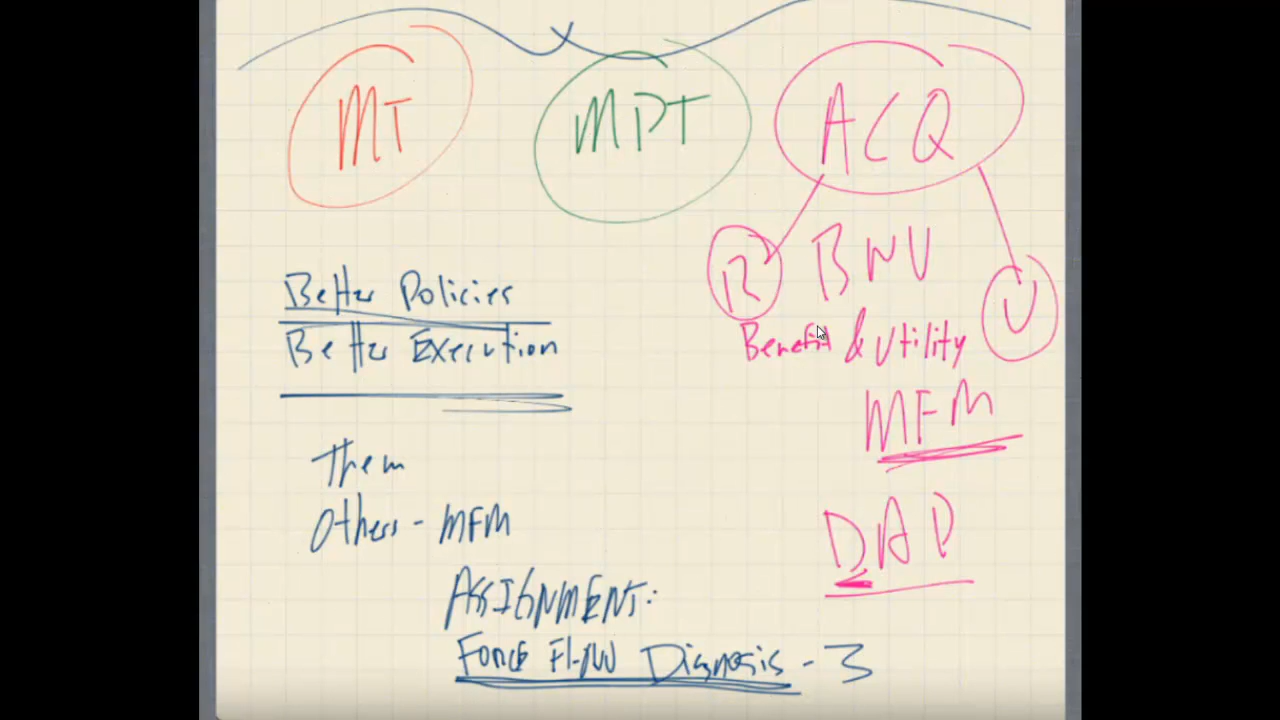 MT
MPT
ACQ
R BNU U
Benefit & Utility
MFM
DAD
Better Policies
Better Execution
Them
Others - MFM
ASSIGNMENT:
Force Flow Diagnosis - 3